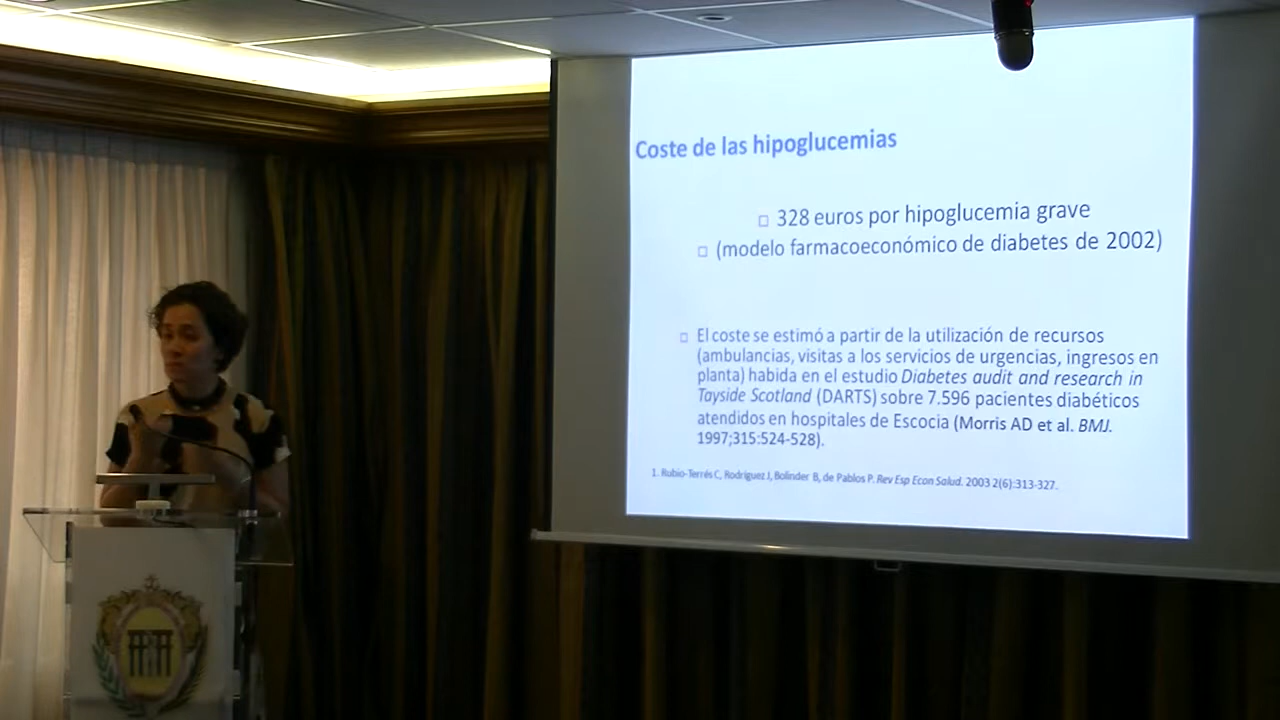 Coste de las hipoglucemias
328 euros por hipoglucemia grave
(modelo farmacoeconómico de diabetes de 2002)
El coste se estimó a partir de la utilización de recursos
(ambulancias, visitas a los servicios de urgencias, ingresos en
planta) habida en el estudio Diabetes audit and research in
Tayside Scotland (DARTS) sobre 7.596 pacientes diabéticos
atendidos en hospitales de Escocia (Morris AD et al. BMJ.
1997;315:524-528).
1. Rubio-Terrés C, Rodríguez J, Bolinder B, de Pablos P. Rev Esp Econ Salud. 2003 2(6):313-327.